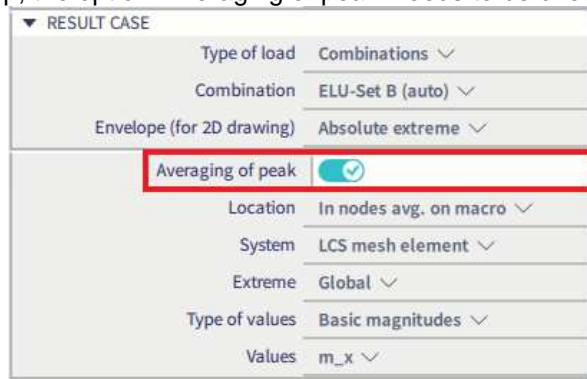 ▼ RESULT CASE
Type of load Combinations
Combination ELU-Set B (auto)
Envelope (for 2D drawing) Absolute extreme
Averaging of peak
Location In nodes avg. on macro
System LCS mesh element
Extreme Global
Type of values Basic magnitudes
Values m_x